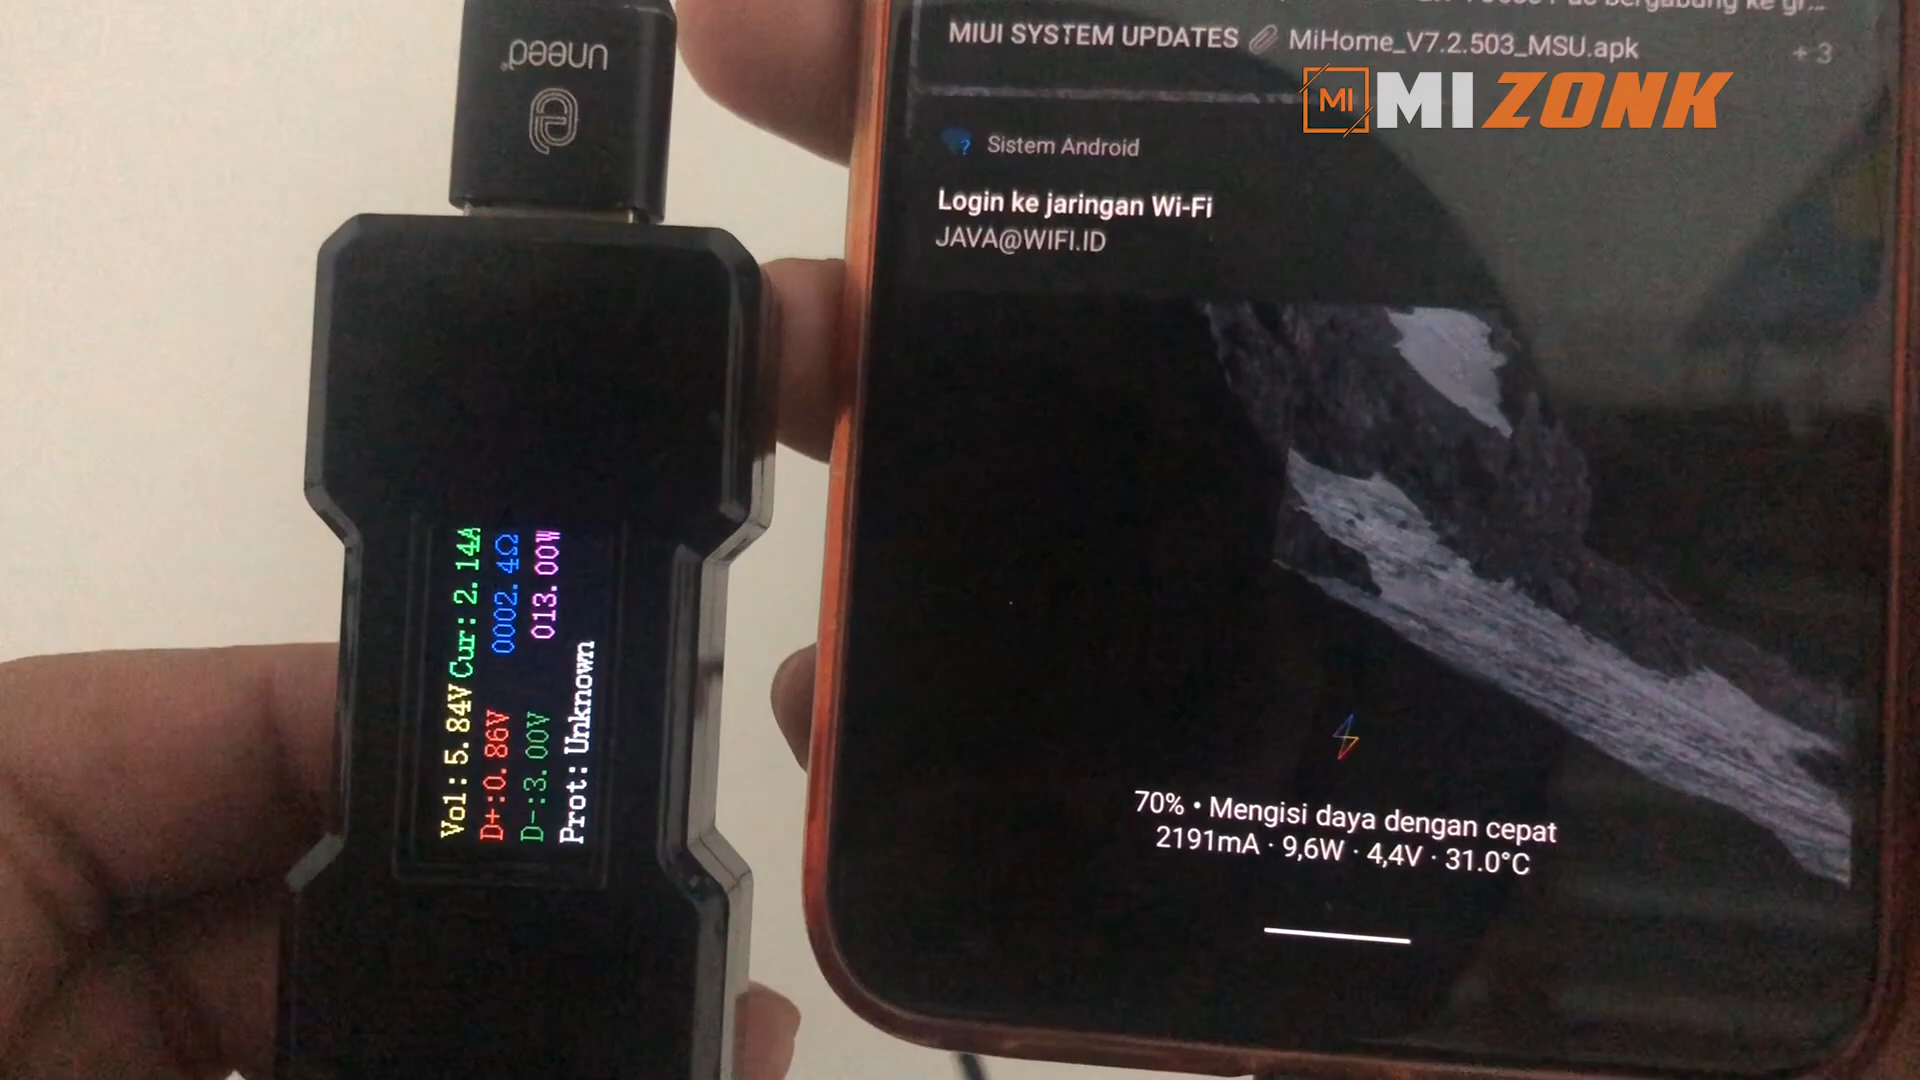 uneed
Vol:5.84V Cur:2.14A
D+:0.86V 0002.4Ω
D-:3.00V 013.00W
Prot:Unknown
MIUI SYSTEM UPDATES MiHome_V7.2.503_MSU.apk
+3
MI MIZONK
Sistem Android
Login ke jaringan Wi-Fi
JAVA@WIFI.ID
70% • Mengisi daya dengan cepat
2191mA · 9,6W · 4,4V · 31.0°C